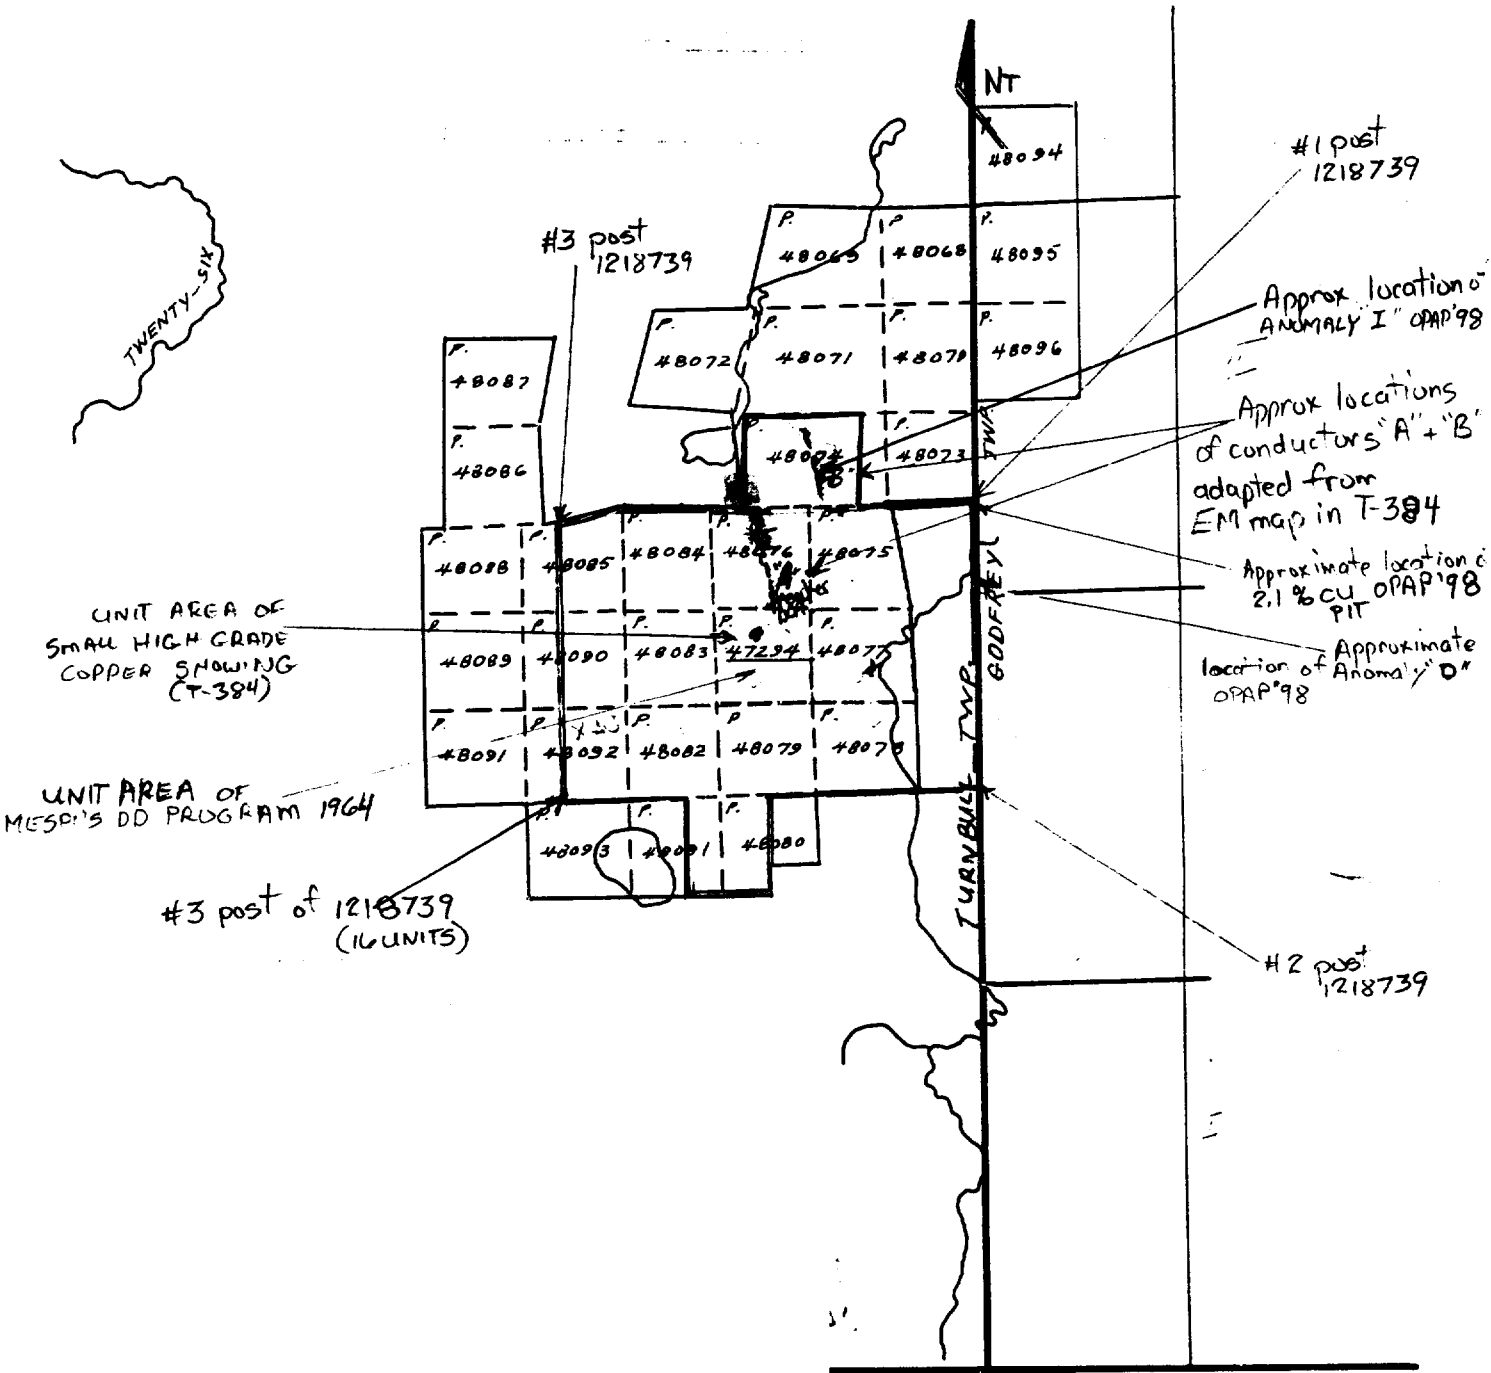 NT
48094
#1 post
1218739
TWENTY-SIX
#3 post
1218739
P.
P.
P.
48068
48095
Approx location o
ANOMALY "I" OPAP'98
P.
P.
P.
P.
48072
48071
48096
P.
48087
Approx locations
of conductors "A" + "B"
adapted from
EM map in T-384
P.
48086
P.
48073
TWP.
"B"
P.
P.
P.
P.
P.
P.
48088
48085
48084
48076
48075
"A"
GODFREY
Approximate location o
2.1 % CU OPAP'98
PIT
Approximate
location of Anomaly "D"
OPAP'98
UNIT AREA OF
SMALL HIGH GRADE
COPPER SHOWING
(T-384)
P.
P.
P.
P.
P.
48089
48090
48083
47294
48077
P.
P.
P.
P
P.
48091
48092
48082
48079
48078
UNIT AREA OF
MESPI'S DD PROGRAM 1964
TURNBULL TWP.
P.
P.
P.
48093
48080
#3 post of 1218739
(16 UNITS)
#2 post
1218739